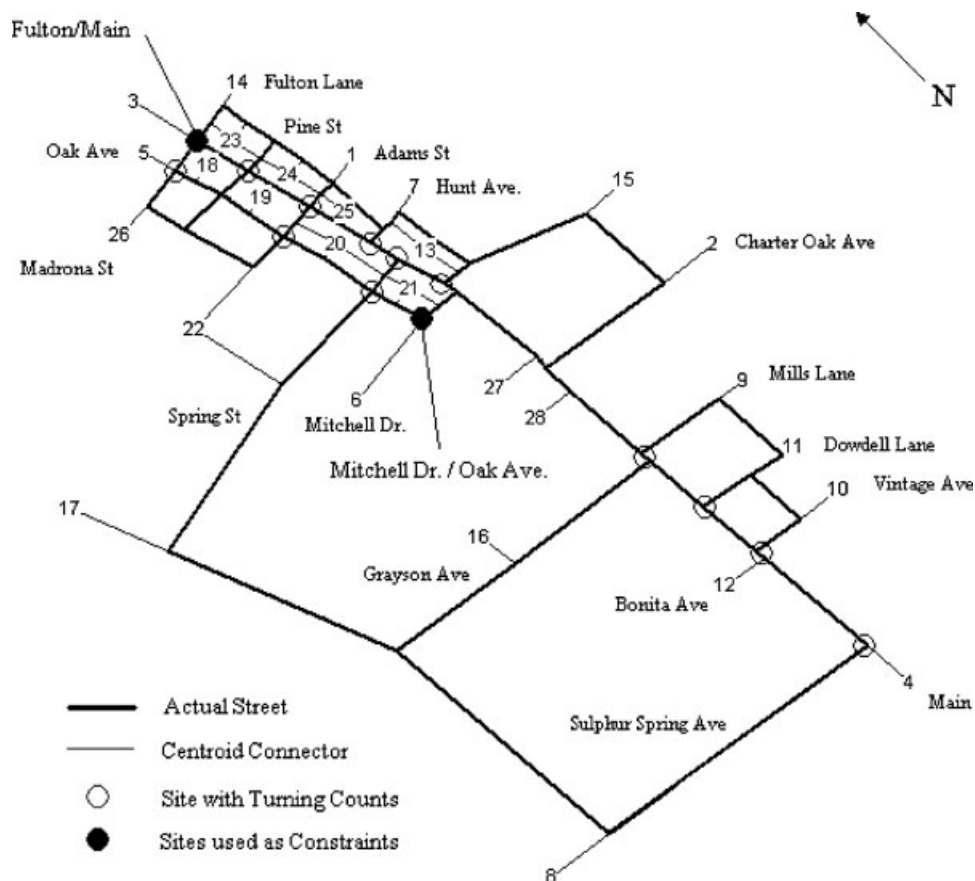 Fulton/Main
14
Fulton Lane
3
Pine St
N
23
Oak Ave
5
18
24
1
Adams St
7
Hunt Ave.
15
19
25
26
20
13
2
Charter Oak Ave
Madrona St
21
22
27
9
Mills Lane
6
28
Spring St
Mitchell Dr.
11
Dowdell Lane
Mitchell Dr. / Oak Ave.
10
Vintage Ave
17
16
Grayson Ave
12
Bonita Ave
4
Actual Street
Main
Sulphur Spring Ave
Centroid Connector
Site with Turning Counts
Sites used as Constraints
8